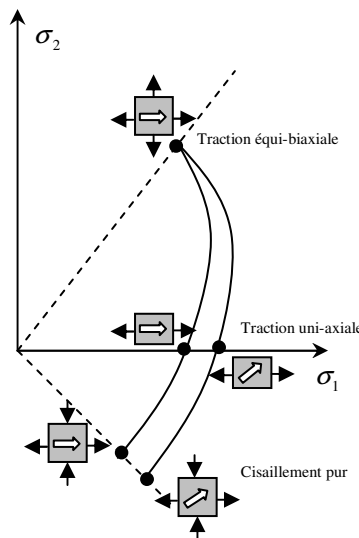 σ2
Traction équi-biaxiale
Traction uni-axiale
σ1
Cisaillement pur